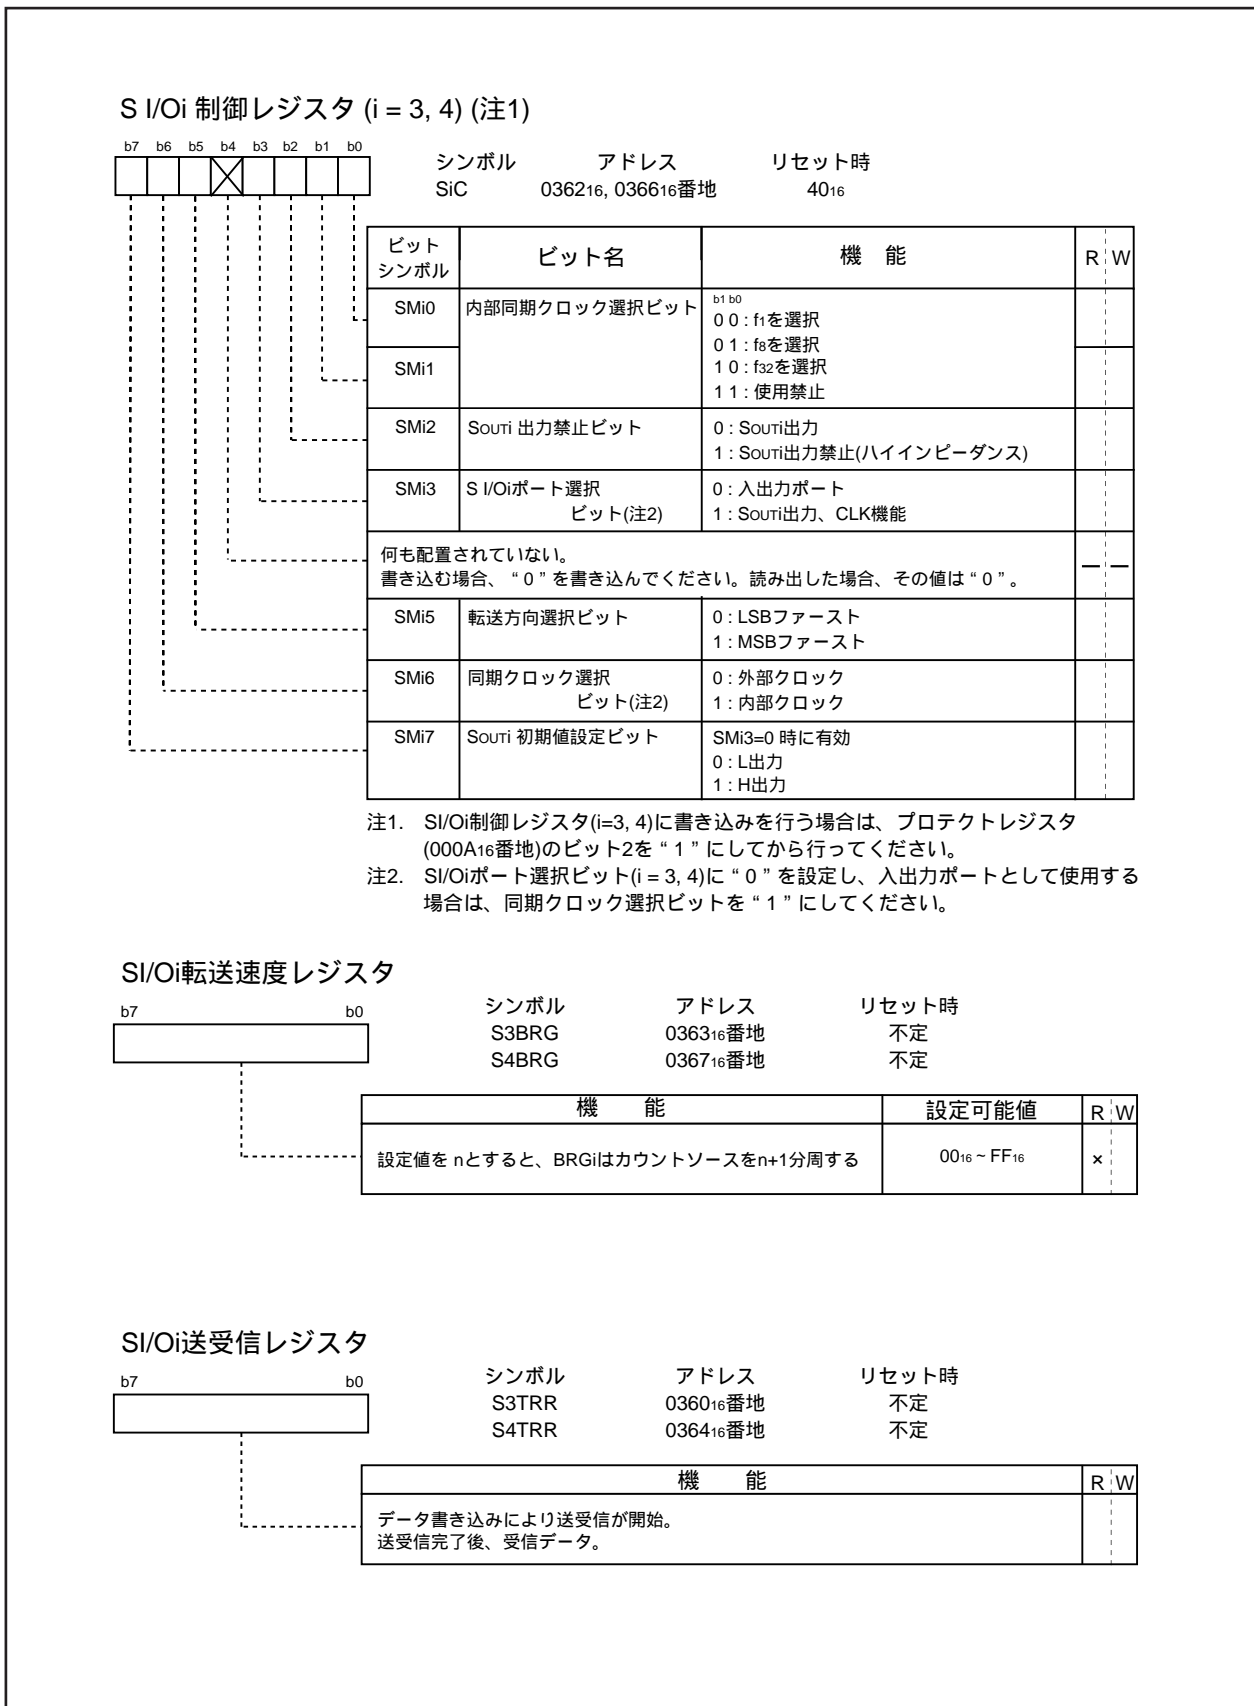 S I/Oi 制御レジスタ (i = 3, 4) (注1)
b7 b6 b5 b4 b3 b2 b1 b0
シンボル アドレス リセット時
SiC 036216, 036616番地 4016
ビット
シンボル
ビット名
機 能
R W
SMi0 内部同期クロック選択ビット
b1 b0
0 0 : f1を選択
0 1 : f8を選択
SMi1
1 0 : f32を選択
1 1 : 使用禁止
SMi2 SOUTi 出力禁止ビット 0 : SOUTi出力
1 : SOUTi出力禁止(ハイインピーダンス)
SMi3 S I/Oiポート選択 0 : 入出力ポート
ビット(注2) 1 : SOUTi出力、CLK機能
何も配置されていない。
書き込む場合、“ 0 ” を書き込んでください。読み出した場合、その値は “ 0 ” 。
— —
SMi5 転送方向選択ビット 0 : LSBファースト
1 : MSBファースト
SMi6 同期クロック選択 0 : 外部クロック
ビット(注2) 1 : 内部クロック
SMi7 SOUTi 初期値設定ビット SMi3=0 時に有効
0 : L出力
1 : H出力
注1. SI/Oi制御レジスタ(i=3, 4)に書き込みを行う場合は、プロテクトレジスタ
(000A16番地)のビット2を “ 1 ” にしてから行ってください。
注2. SI/Oiポート選択ビット(i = 3, 4)に “ 0 ” を設定し、入出力ポートとして使用する
場合は、同期クロック選択ビットを “ 1 ” にしてください。
SI/Oi転送速度レジスタ
b7 b0
シンボル アドレス リセット時
S3BRG 036316番地 不定
S4BRG 036716番地 不定
機 能 設定可能値 R W
設定値を nとすると、BRGiはカウントソースをn+1分周する 0016 ~ FF16 ×
SI/Oi送受信レジスタ
b7 b0
シンボル アドレス リセット時
S3TRR 036016番地 不定
S4TRR 036416番地 不定
機 能 R W
データ書き込みにより送受信が開始。
送受信完了後、受信データ。